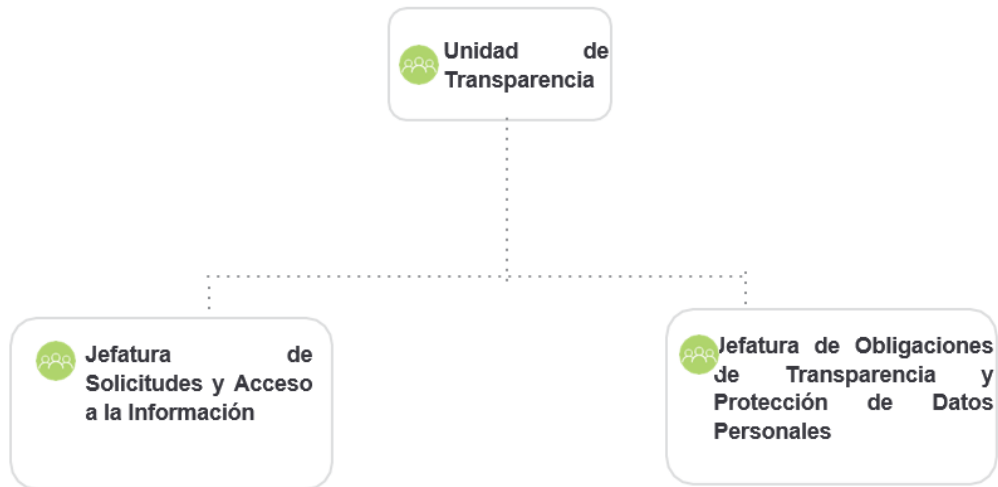 Unidad de
Transparencia
Jefatura de
Solicitudes y Acceso
a la Información
Jefatura de Obligaciones
de Transparencia y
Protección de Datos
Personales